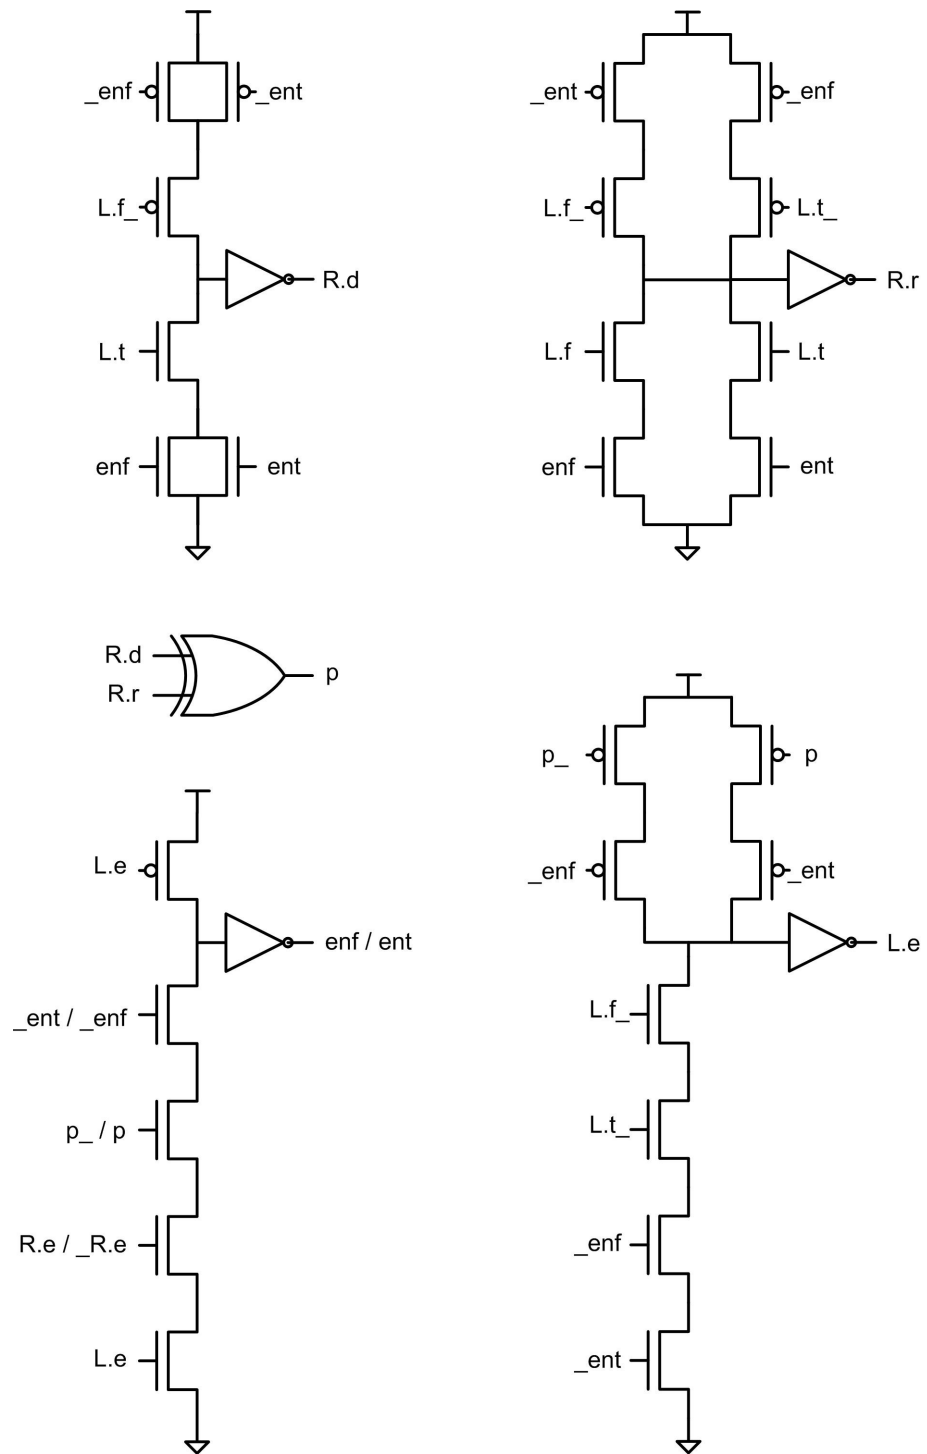 _enf
_ent
L.f_
R.d
L.t
enf
ent
_ent
_enf
L.f_
L.t_
R.r
L.f
L.t
enf
ent
R.d
R.r
p
L.e
enf / ent
_ent / _enf
p_ / p
R.e / _R.e
L.e
p_
p
_enf
_ent
L.e
L.f_
L.t_
_enf
_ent